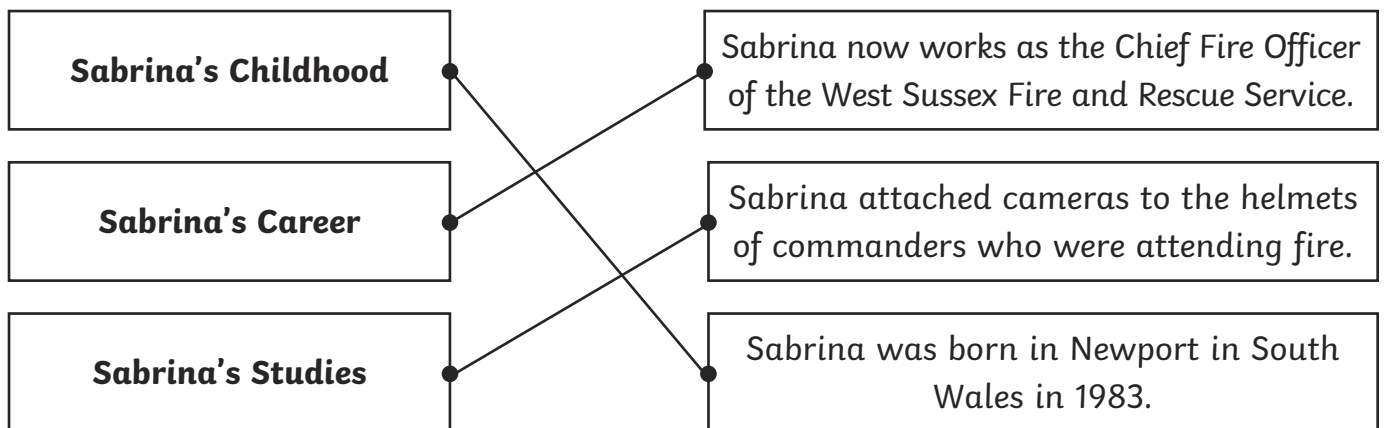 Sabrina’s Childhood
Sabrina now works as the Chief Fire Officer
of the West Sussex Fire and Rescue Service.
Sabrina’s Career
Sabrina attached cameras to the helmets
of commanders who were attending fire.
Sabrina’s Studies
Sabrina was born in Newport in South
Wales in 1983.